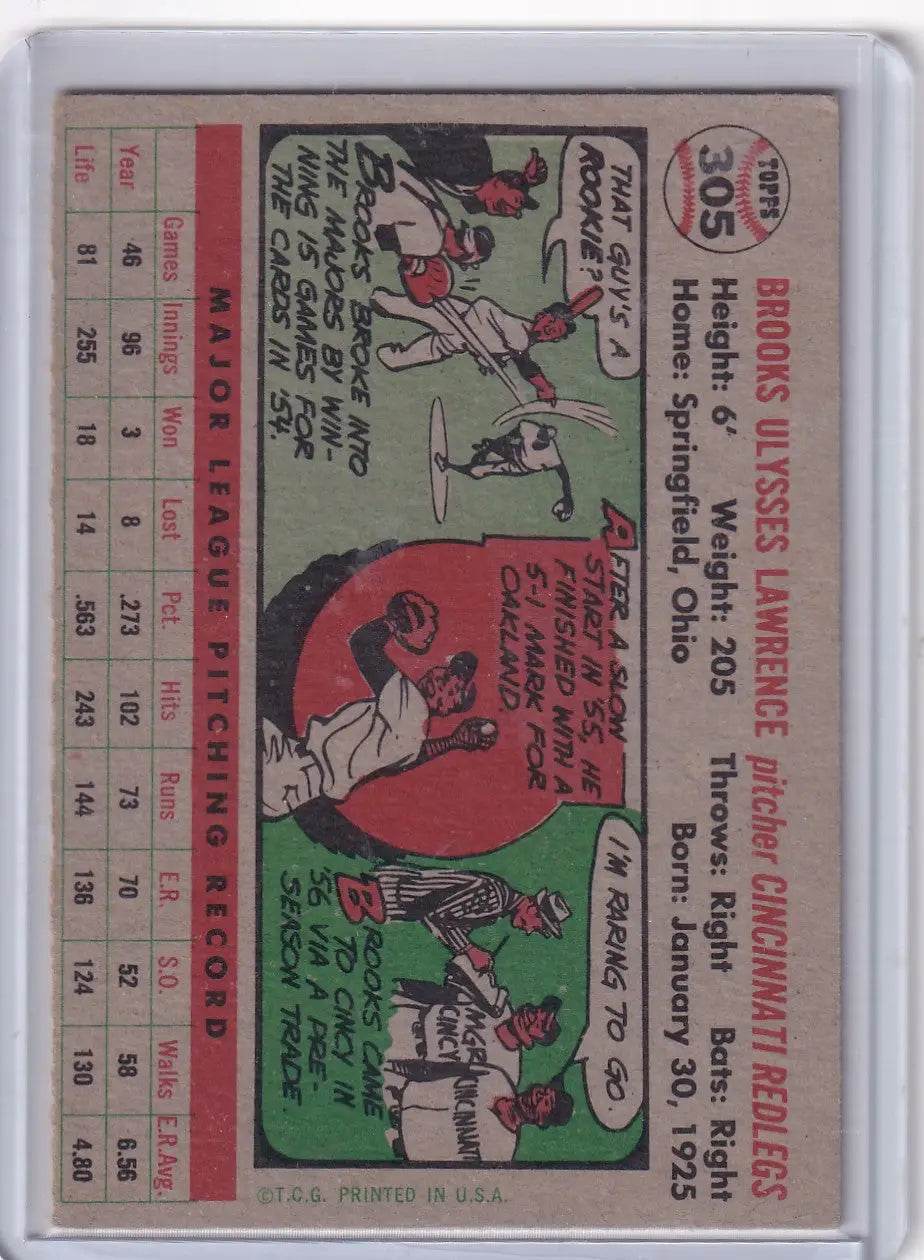 TOPPS
305
BROOKS ULYSSES LAWRENCE pitcher CINCINNATI REDLEGS
Height: 6' Weight: 205 Throws: Right Bats: Right
Home: Springfield, Ohio Born: January 30, 1925
THAT GUY'S A
ROOKIE?
BROOKS BROKE INTO
THE MAJORS BY WIN-
NING 15 GAMES FOR
THE CARDS IN '54.
AFTER A SLOW
START IN '55, HE
FINISHED WITH A
5-1 MARK FOR
OAKLAND.
I'M RARING TO GO.
MGR.
CINCY
CINCINNATI
BROOKS CAME
TO CINCY IN
'56 VIA A PRE-
SEASON TRADE.
MAJOR LEAGUE PITCHING RECORD
Games Innings Won Lost Pct. Hits Runs E.R. S.O. Walks E.R.Avg.
Year 46 96 3 8 .273 102 73 70 52 58 6.56
Life 81 255 18 14 .563 243 144 136 124 130 4.80
©T.C.G. PRINTED IN U.S.A.